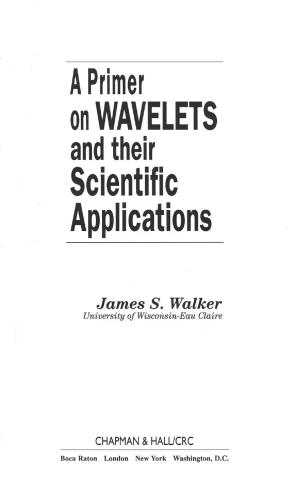 A Primer
on WAVELETS
and their
Scientific
Applications
James S. Walker
University of Wisconsin-Eau Claire
CHAPMAN & HALL/CRC
Boca Raton London New York Washington, D.C.